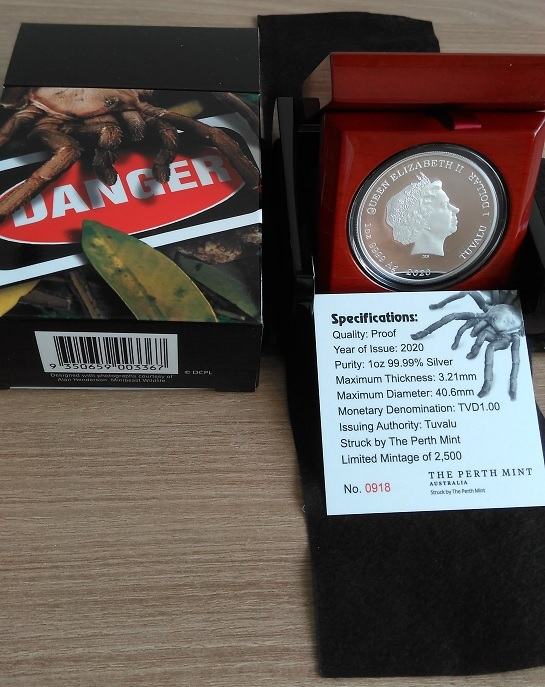 DANGER
9 350659 003367
Designed with photographs courtesy of
Alan Henderson, Minibeast Wildlife.
© DCPL
QUEEN ELIZABETH II
1 DOLLAR
TUVALU
2020
1oz 9999 Ag
Specifications:
Quality: Proof
Year of Issue: 2020
Purity: 1oz 99.99% Silver
Maximum Thickness: 3.21mm
Maximum Diameter: 40.6mm
Monetary Denomination: TVD1.00
Issuing Authority: Tuvalu
Struck by The Perth Mint
Limited Mintage of 2,500
No. 0918
THE PERTH MINT
AUSTRALIA
Struck by The Perth Mint